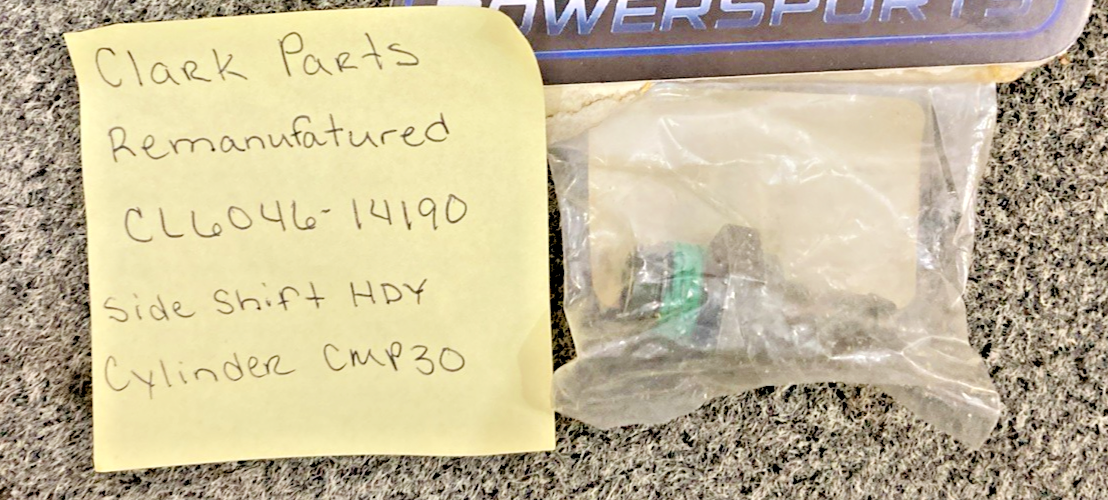 POWERSPORTS
Clark Parts
Remanufatured
CL6046-14190
Side Shift HDY
Cylinder CMP30